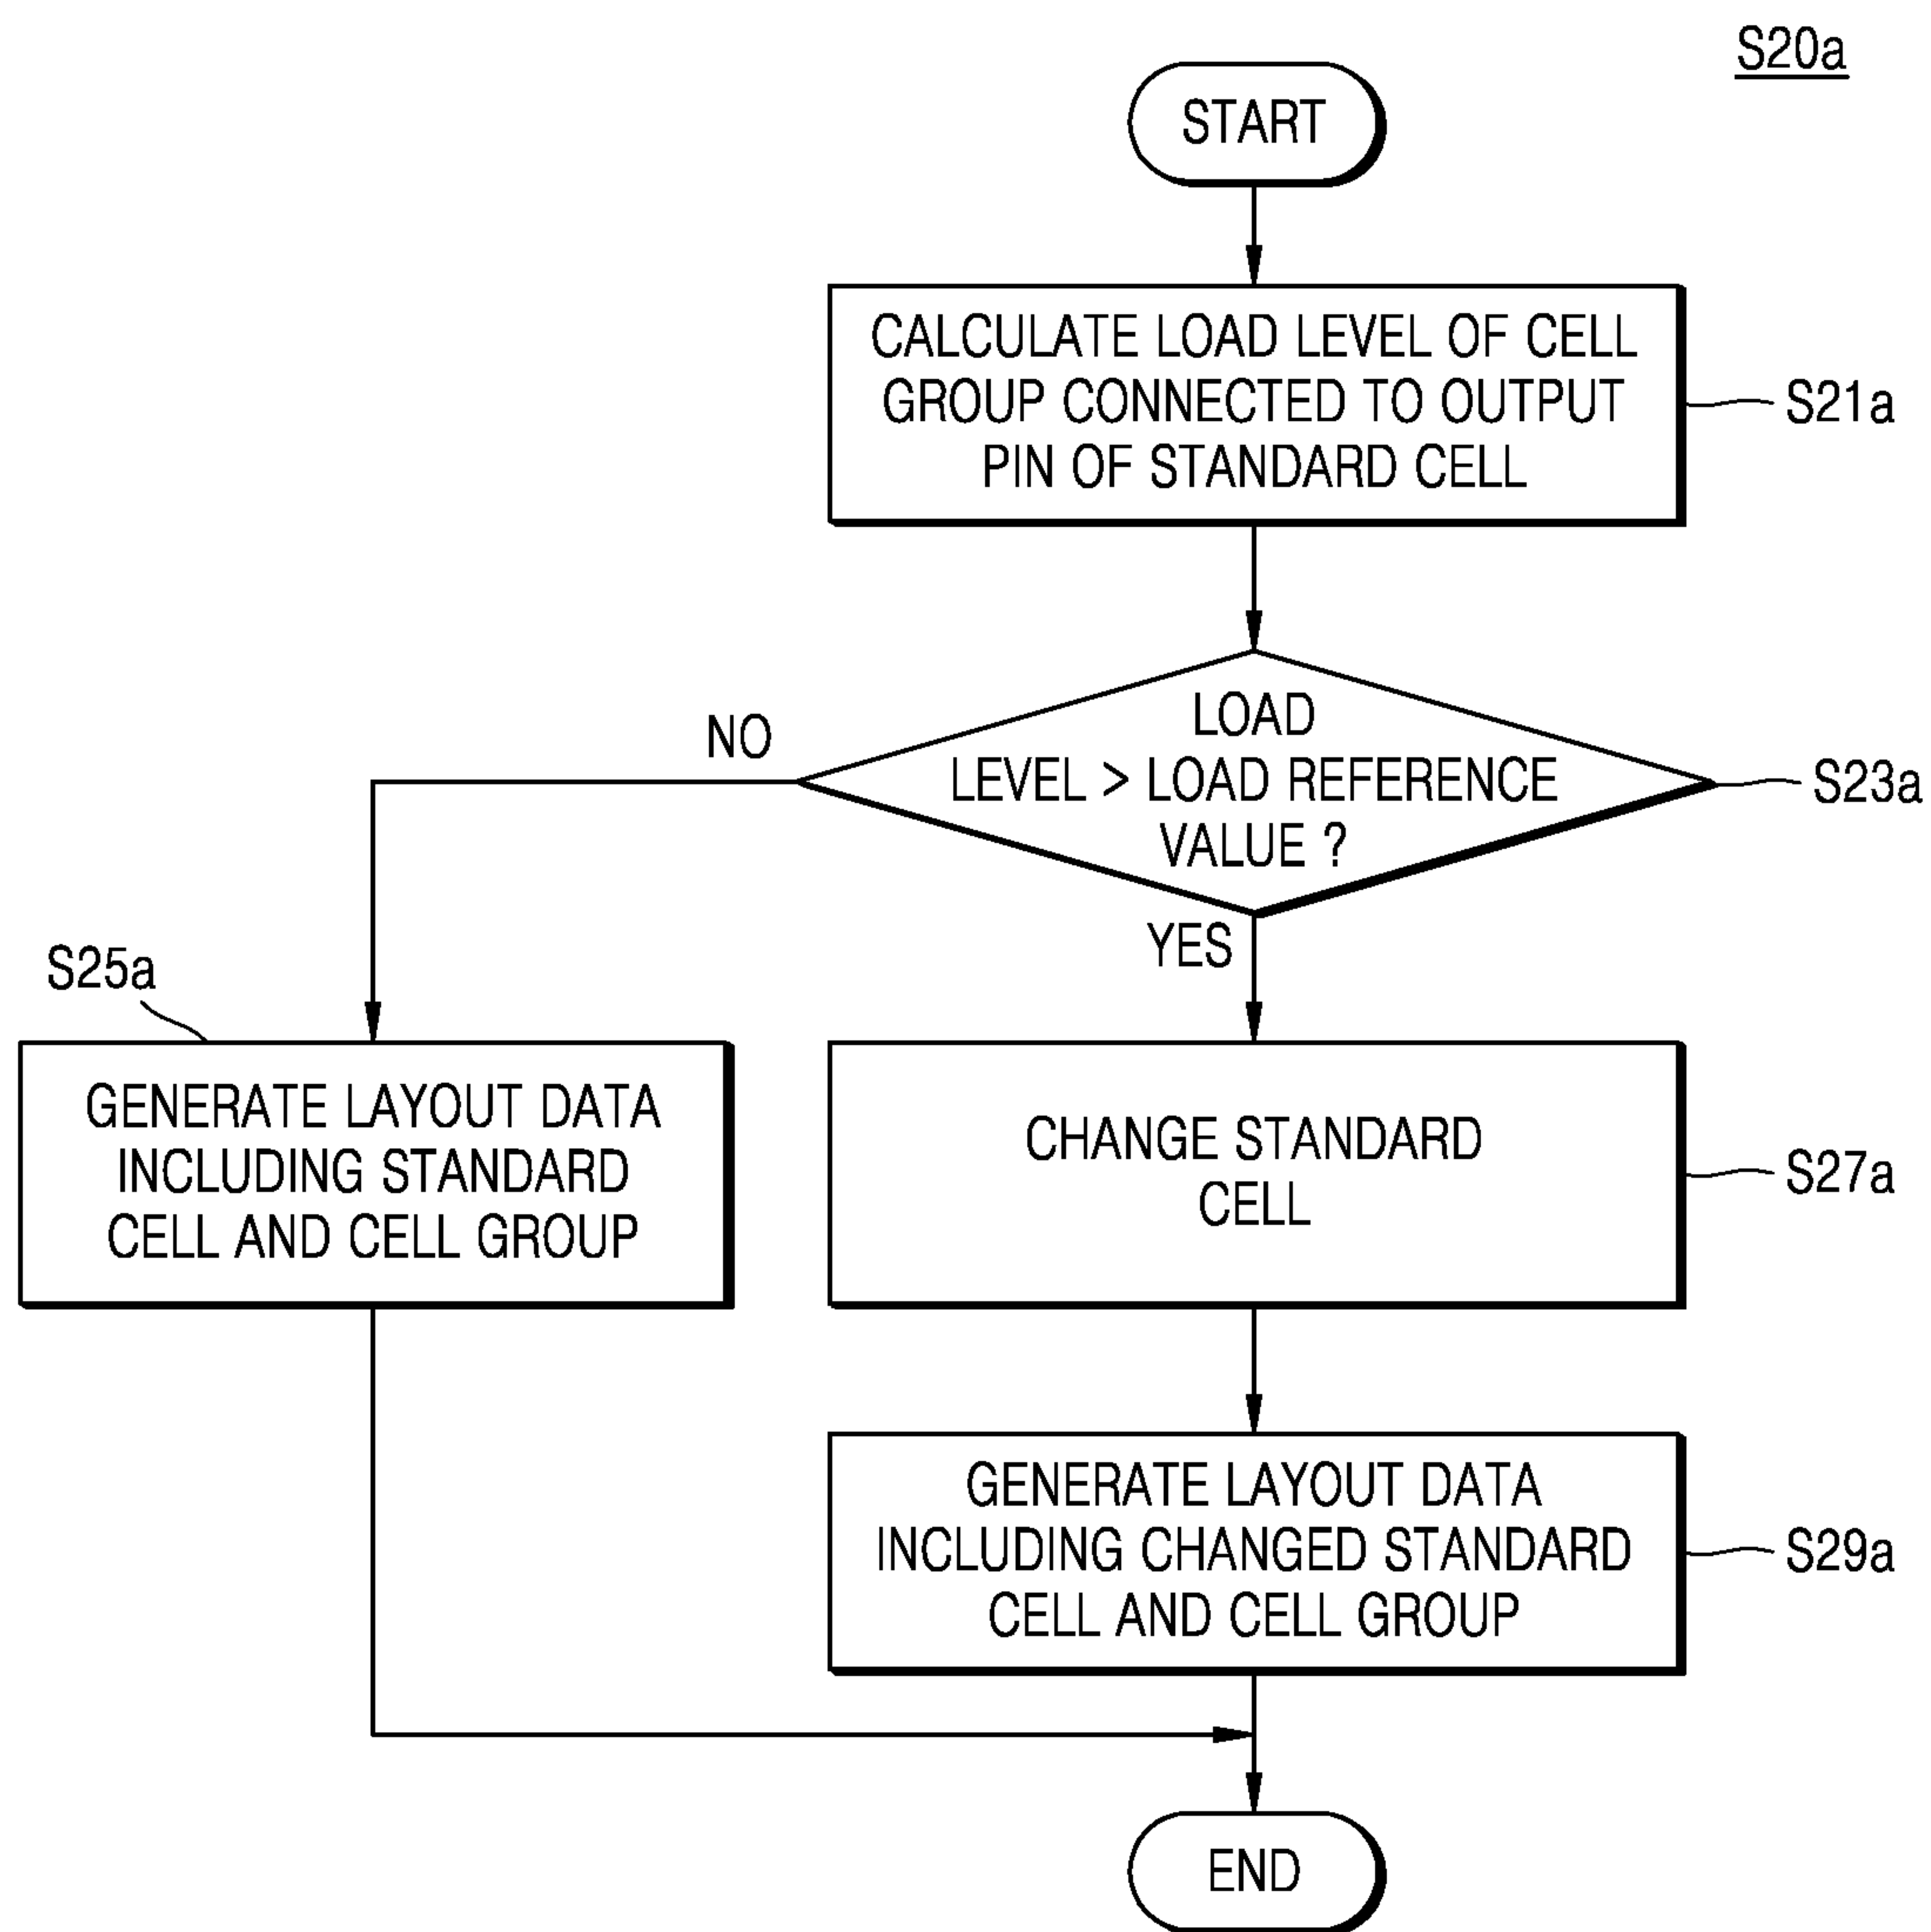 S20a
START
CALCULATE LOAD LEVEL OF CELL
GROUP CONNECTED TO OUTPUT
PIN OF STANDARD CELL
S21a
LOAD
LEVEL > LOAD REFERENCE
VALUE ?
S23a
NO
YES
S25a
GENERATE LAYOUT DATA
INCLUDING STANDARD
CELL AND CELL GROUP
CHANGE STANDARD
CELL
S27a
GENERATE LAYOUT DATA
INCLUDING CHANGED STANDARD
CELL AND CELL GROUP
S29a
END